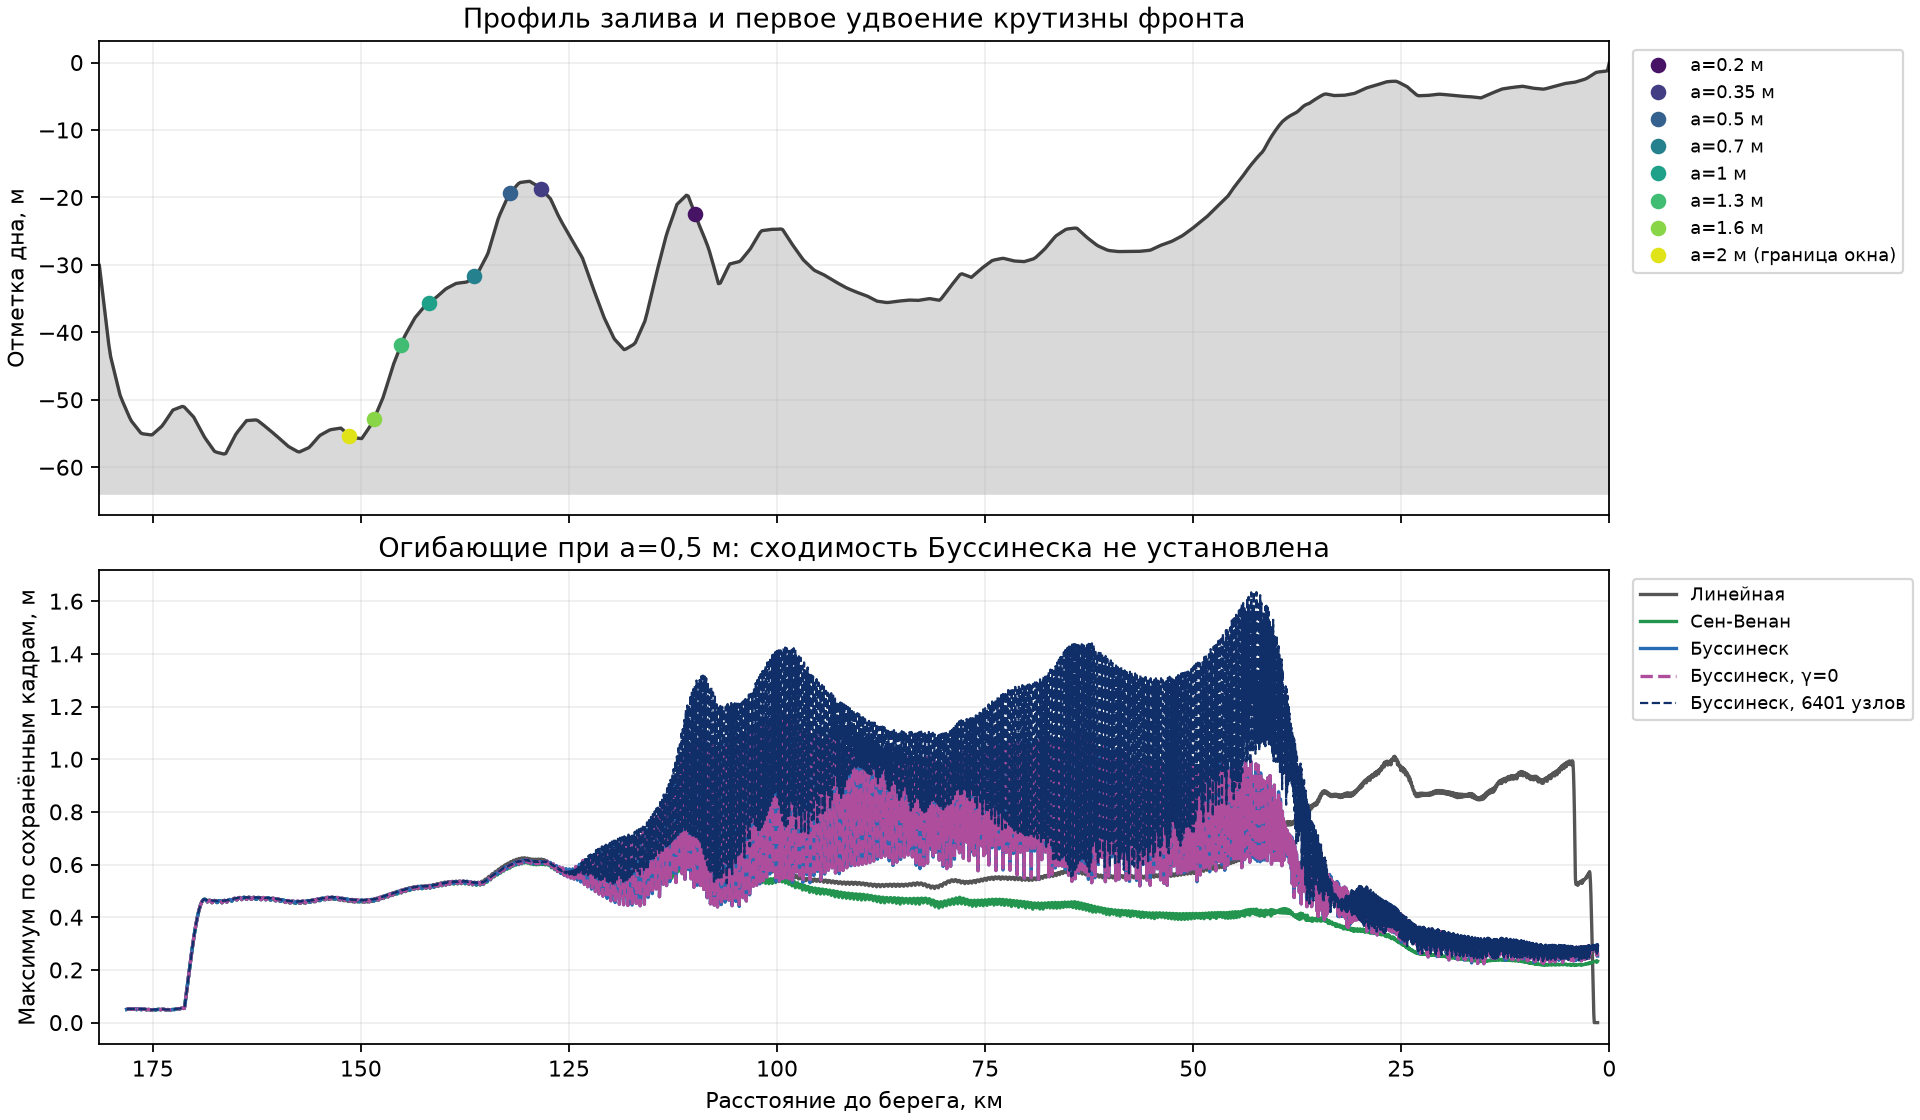 Профиль залива и первое удвоение крутизны фронта
Отметка дна, м
0
−10
−20
−30
−40
−50
−60
a=0.2 м
a=0.35 м
a=0.5 м
a=0.7 м
a=1 м
a=1.3 м
a=1.6 м
a=2 м (граница окна)
Огибающие при a=0,5 м: сходимость Буссинеска не установлена
Максимум по сохранённым кадрам, м
1.6
1.4
1.2
1.0
0.8
0.6
0.4
0.2
0.0
175
150
125
100
75
50
25
0
Расстояние до берега, км
Линейная
Сен-Венан
Буссинеск
Буссинеск, γ=0
Буссинеск, 6401 узлов